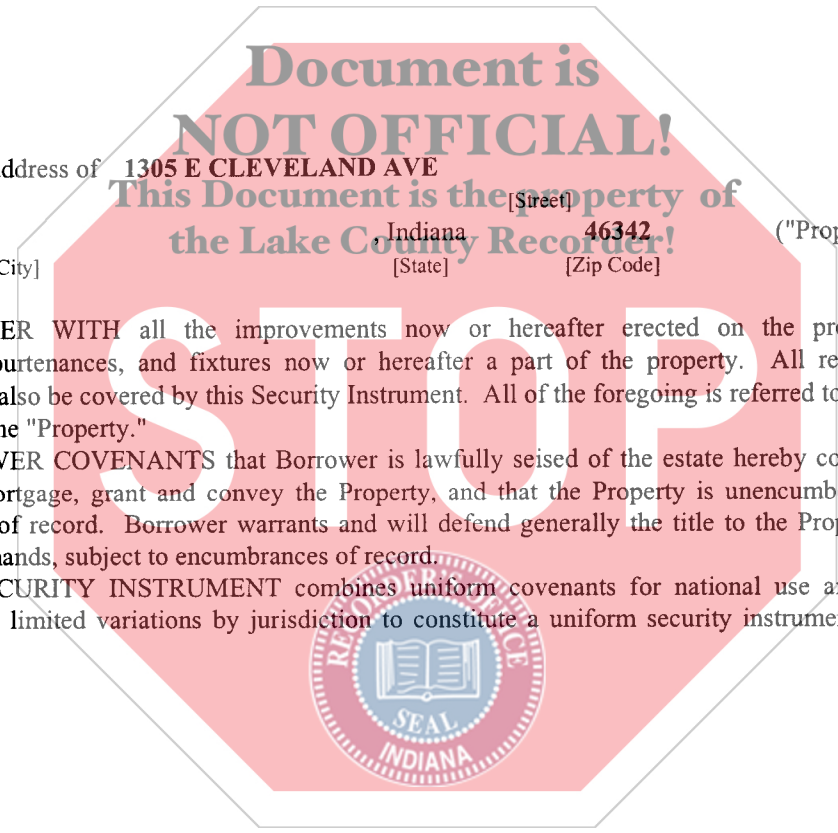 Document is
NOT OFFICIAL!
ddress of 1305 E CLEVELAND AVE
This Document is the property of
[Street]
the Lake County Recorder!
, Indiana 46342 ("Prop
City] [State] [Zip Code]
ER WITH all the improvements now or hereafter erected on the pr
purtenances, and fixtures now or hereafter a part of the property. All re
also be covered by this Security Instrument. All of the foregoing is referred to
he "Property."
STOP
VER COVENANTS that Borrower is lawfully seised of the estate hereby co
ortgage, grant and convey the Property, and that the Property is unencumb
of record. Borrower warrants and will defend generally the title to the Prop
ands, subject to encumbrances of record.
CURITY INSTRUMENT combines uniform covenants for national use a
limited variations by jurisdiction to constitute a uniform security instrume
RECORDER'S OFFICE
SEAL
INDIANA